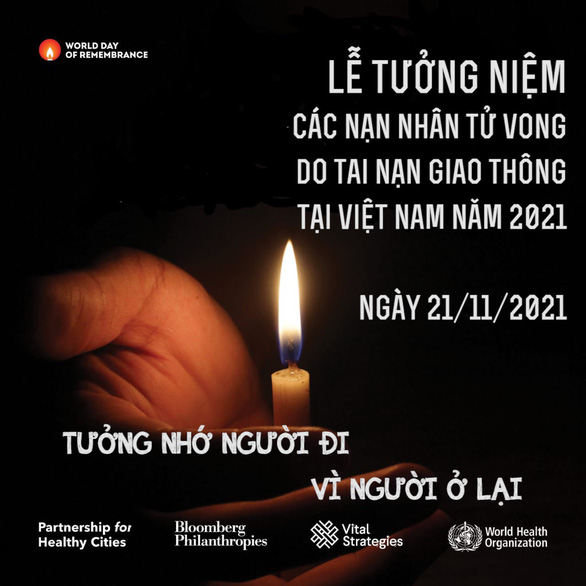 WORLD DAY
OF REMEMBRANCE
LỄ TƯỞNG NIỆM
CÁC NẠN NHÂN TỬ VONG
DO TAI NẠN GIAO THÔNG
TẠI VIỆT NAM NĂM 2021
NGÀY 21/11/2021
TƯỞNG NHỚ NGƯỜI ĐI
VÌ NGƯỜI Ở LẠI
Partnership for
Healthy Cities
Bloomberg
Philanthropies
Vital
Strategies
World Health
Organization